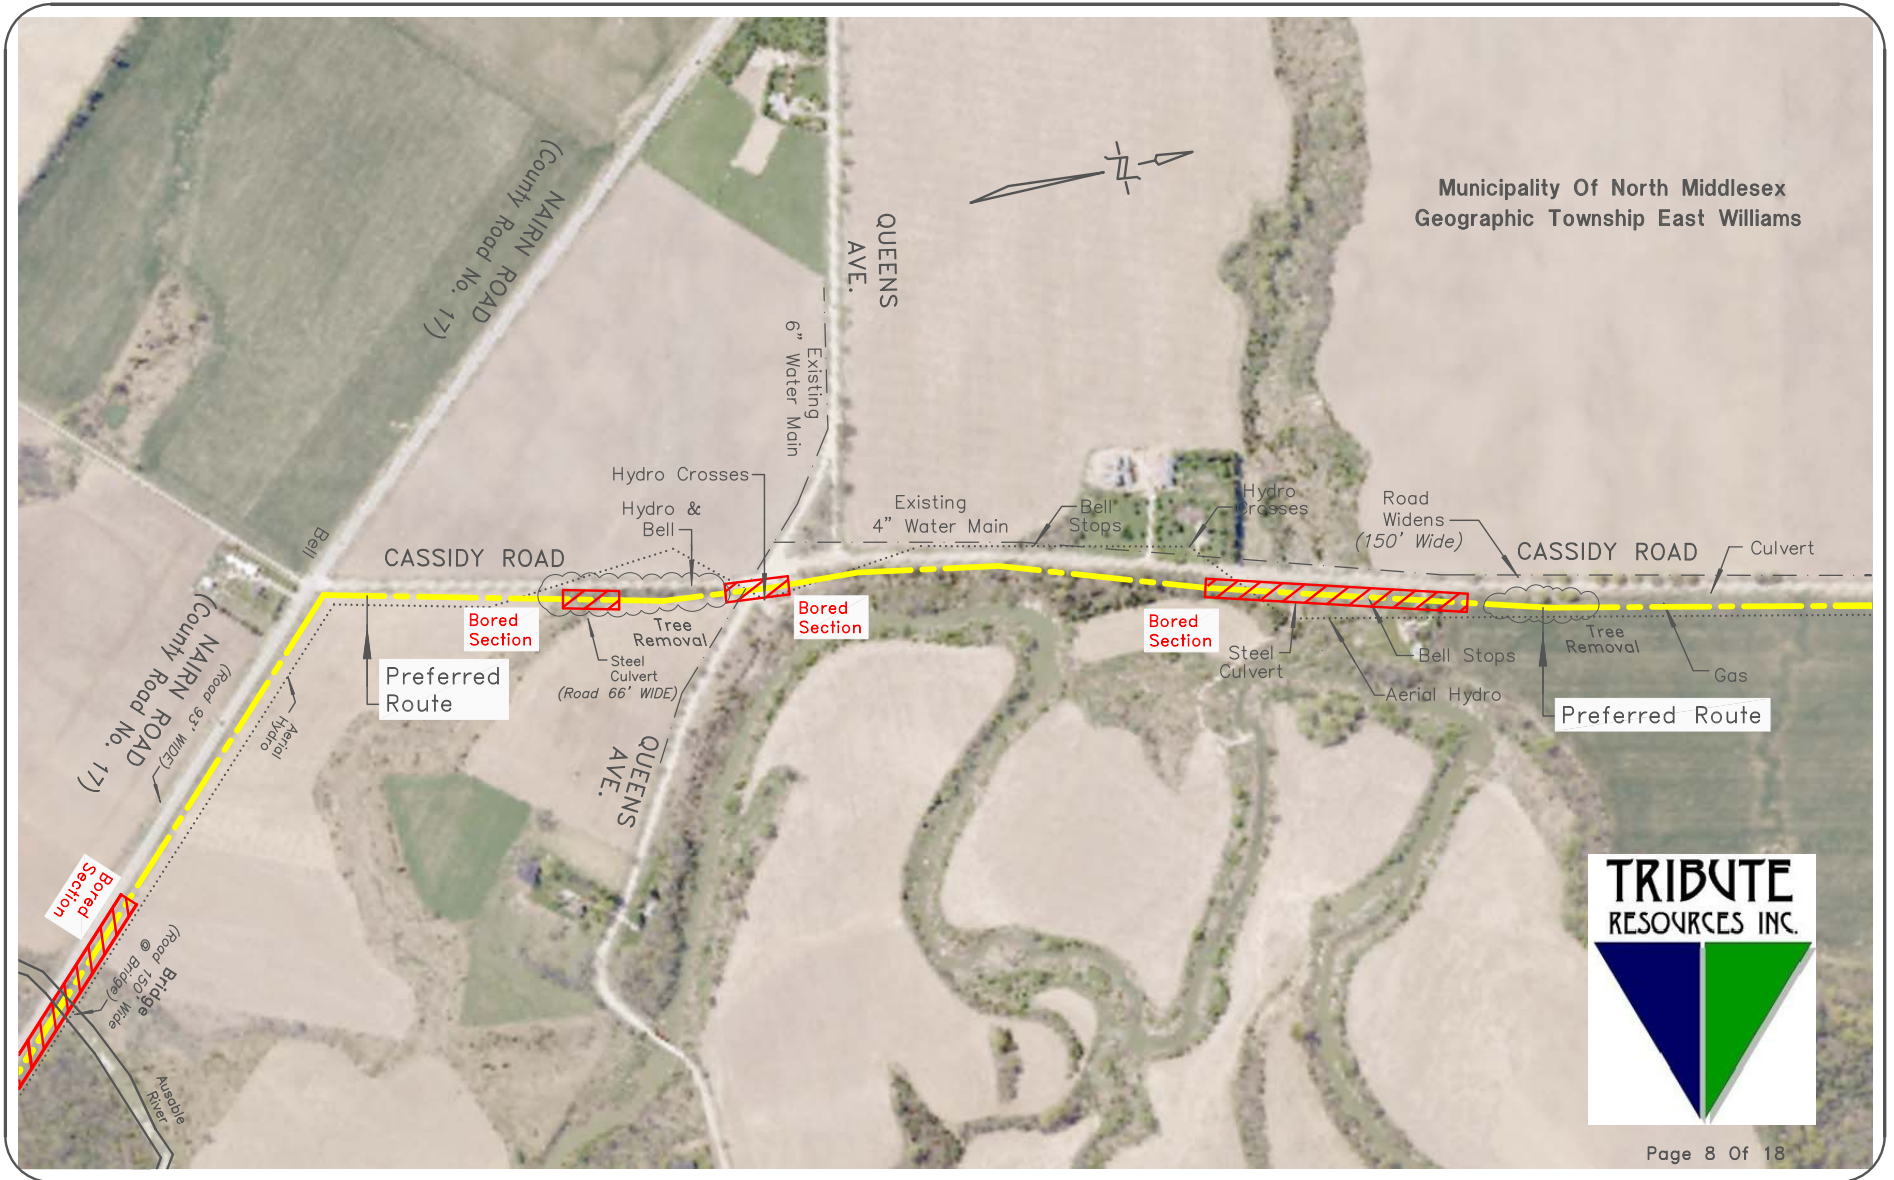 Municipality Of North Middlesex
Geographic Township East Williams
NAIRN ROAD
(County Road No. 17)
QUEENS
AVE.
Existing
6" Water Main
Hydro Crosses
Hydro &
Bell
Existing
4" Water Main
Bell
Stops
Hydro
Crosses
Road
Widens
(150' Wide)
CASSIDY ROAD
Culvert
Bell
CASSIDY ROAD
Bored
Section
Tree
Removal
Bored
Section
Bored
Section
Steel
Culvert
(Road 66' WIDE)
Steel
Culvert
Bell Stops
Aerial Hydro
Tree
Removal
Gas
Preferred
Route
Preferred Route
NAIRN ROAD
(County Road No. 17)
(Road 93' WIDE)
Aerial
Hydro
QUEENS
AVE.
Bored
Section
Bridge
(Road 150' Wide
@ Bridge)
Ausable
River
N
TRIBUTE
RESOURCES INC.
Page 8 Of 18